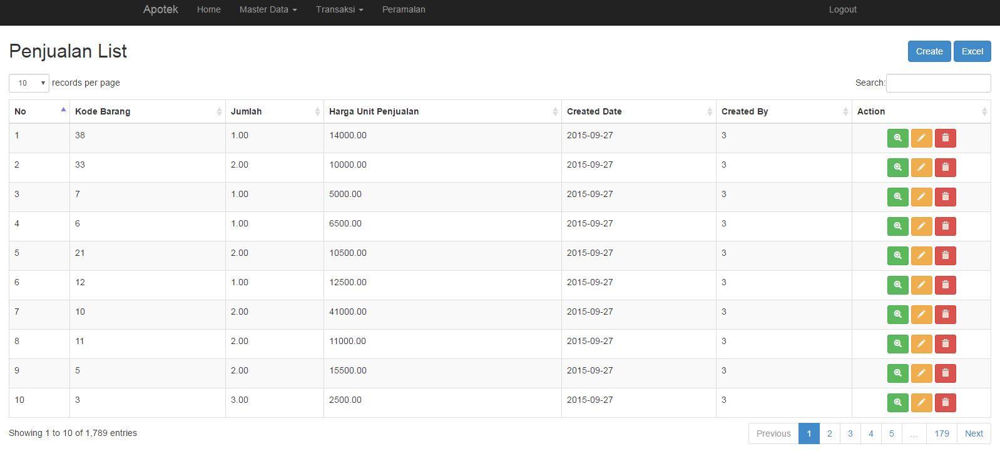 Apotek Home Master Data Transaksi Peramalan Logout
Penjualan List Create Excel
10 records per page Search:
No Kode Barang Jumlah Harga Unit Penjualan Created Date Created By Action
1 38 1.00 14000.00 2015-09-27 3
2 33 2.00 10000.00 2015-09-27 3
3 7 1.00 5000.00 2015-09-27 3
4 6 1.00 6500.00 2015-09-27 3
5 21 2.00 10500.00 2015-09-27 3
6 12 1.00 12500.00 2015-09-27 3
7 10 2.00 41000.00 2015-09-27 3
8 11 2.00 11000.00 2015-09-27 3
9 5 2.00 15500.00 2015-09-27 3
10 3 3.00 2500.00 2015-09-27 3
Showing 1 to 10 of 1,789 entries Previous 1 2 3 4 5 ... 179 Next